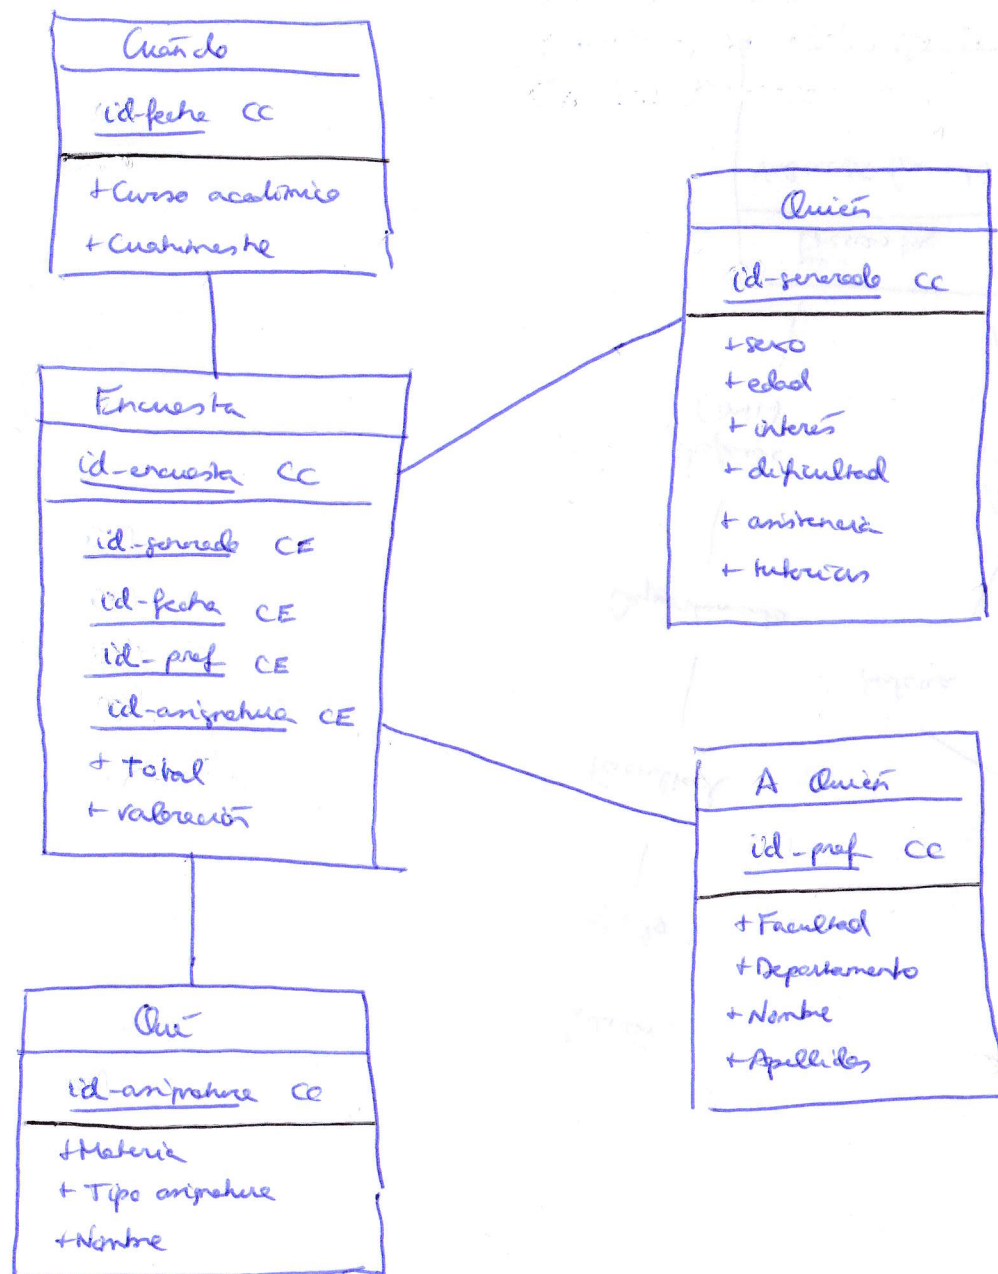 Cuándo
id-fecha CC
+Curso académico
+Cuatrimestre
Encuesta
id-encuesta CC
id-generado CE
id-fecha CE
id-prof CE
id-asignatura CE
+ Total
+ valoración
Qué
id-asignatura CC
+Materia
+ Tipo asignatura
+Nombre
Quién
id-generado CC
+sexo
+edad
+ interés
+ dificultad
+ asistencia
+ tutorías
A Quién
id-prof CC
+Facultad
+Departamento
+Nombre
+Apellidos